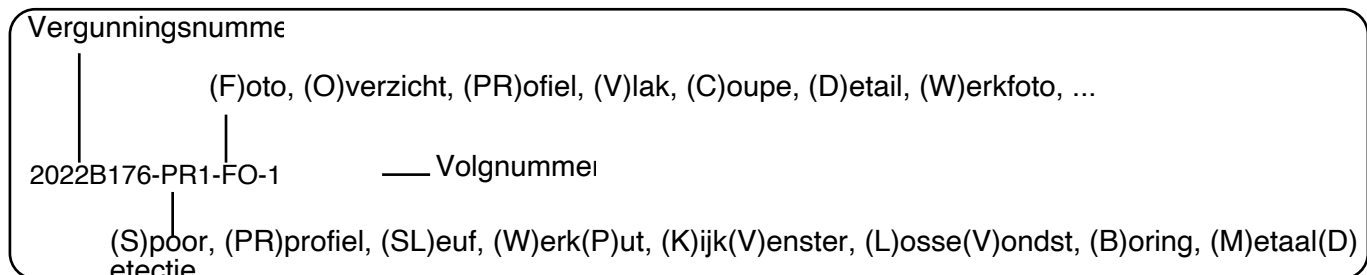 Vergunningsnumme
(F)oto, (O)verzicht, (PR)ofiel, (V)lak, (C)oupe, (D)etail, (W)erkfoto, ...
2022B176-PR1-FO-1
Volgnumme
(S)poor, (PR)profiel, (SL)euf, (W)erk(P)ut, (K)ijk(V)enster, (L)osse(V)ondst, (B)oring, (M)etaal(D)
etectie